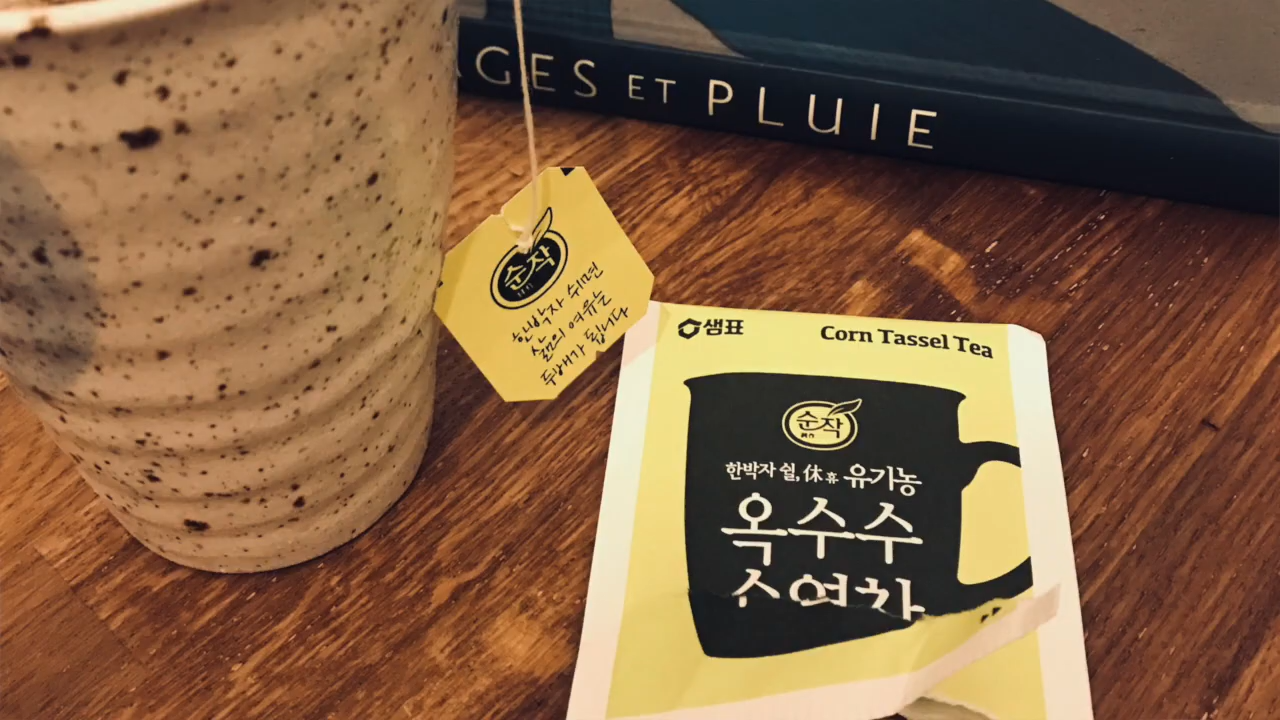 GES ET PLUIE
순작
한박자 쉬면
삶의 여유는
두배가 됩니다
샘표
Corn Tassel Tea
순작
한박자 쉴, 休 휴 유기농
옥수수
수염차